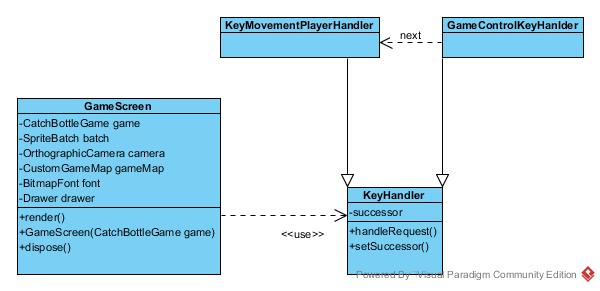 KeyMovementPlayerHandler
GameControlKeyHanlder
next
GameScreen
-CatchBottleGame game
-SpriteBatch batch
-OrthographicCamera camera
-CustomGameMap gameMap
-BitmapFont font
-Drawer drawer
+render()
+GameScreen(CatchBottleGame game)
+dispose()
<<use>>
KeyHandler
-successor
+handleRequest()
+setSuccessor()
Powered By Visual Paradigm Community Edition